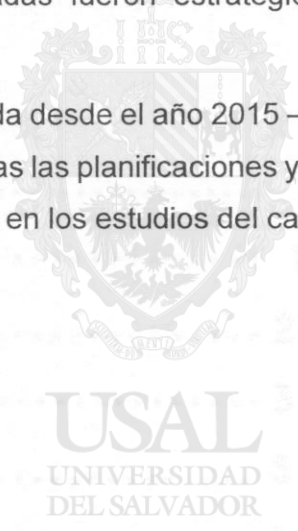 fueron estrategi
da desde el año 2015 –
as las planificaciones y
en los estudios del ca
IHS
USAL
UNIVERSIDAD
DEL SALVADOR